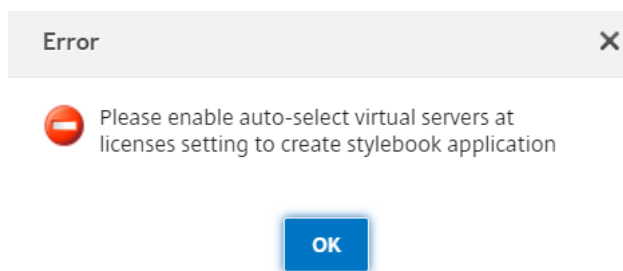 Error
Please enable auto-select virtual servers at
licenses setting to create stylebook application
OK